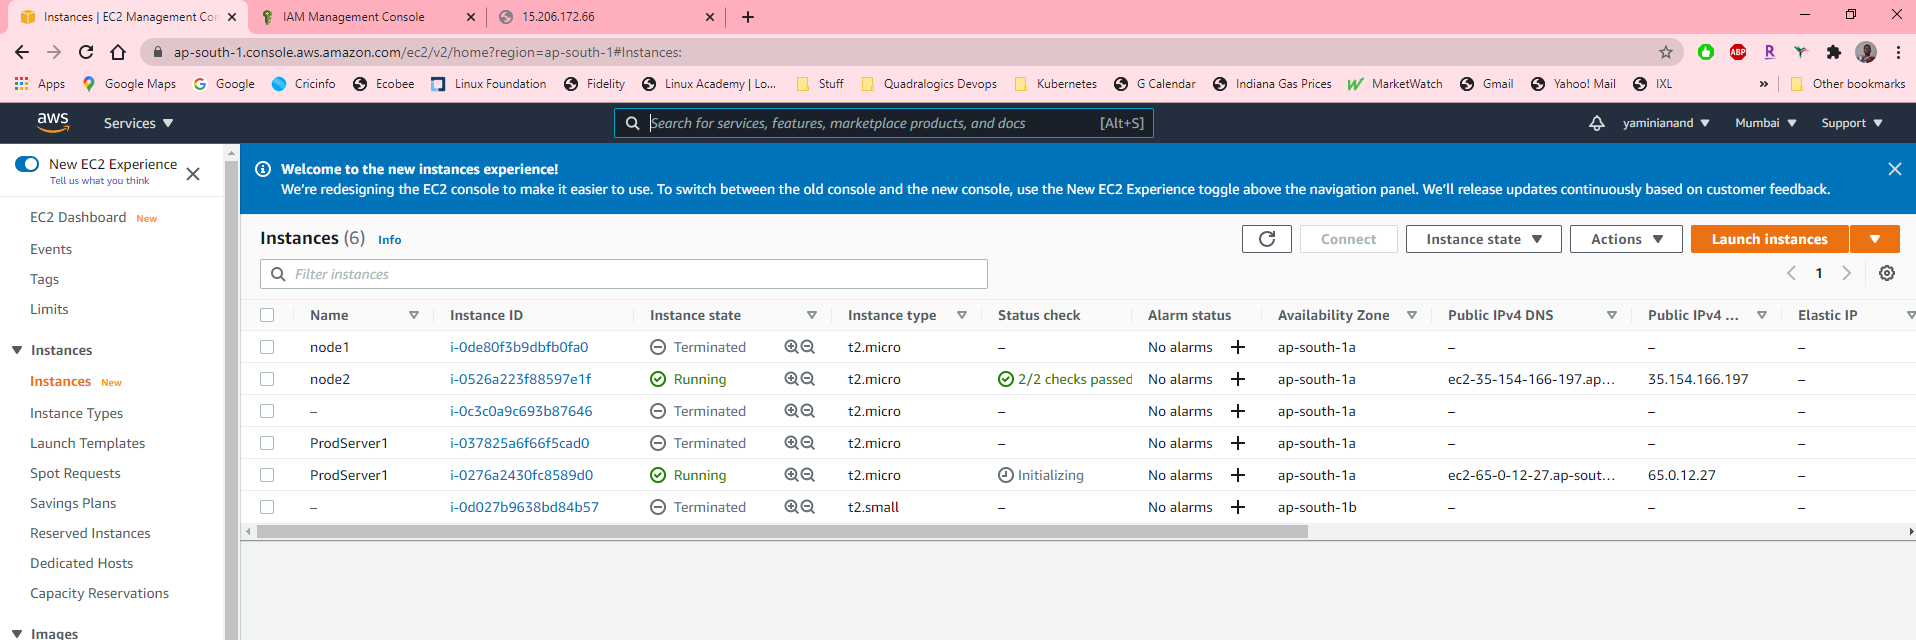 Instances | EC2 Management Cor
IAM Management Console
15.206.172.66
ap-south-1.console.aws.amazon.com/ec2/v2/home?region=ap-south-1#Instances:
ABP
R
Apps Google Maps Google Cricinfo Ecobee Linux Foundation Fidelity Linux Academy | Lo... Stuff Quadralogics Devops Kubernetes G Calendar Indiana Gas Prices MarketWatch Gmail Yahoo! Mail IXL » Other bookmarks
aws Services Search for services, features, marketplace products, and docs [Alt+S] yaminianand Mumbai Support
New EC2 Experience
Tell us what you think
EC2 Dashboard New
Events
Tags
Limits
Instances
Instances New
Instance Types
Launch Templates
Spot Requests
Savings Plans
Reserved Instances
Dedicated Hosts
Capacity Reservations
Images
Welcome to the new instances experience!
We're redesigning the EC2 console to make it easier to use. To switch between the old console and the new console, use the New EC2 Experience toggle above the navigation panel. We'll release updates continuously based on customer feedback.
Instances (6) Info Connect Instance state Actions Launch instances
Filter instances
1
Name Instance ID Instance state Instance type Status check Alarm status Availability Zone Public IPv4 DNS Public IPv4 ... Elastic IP
node1 i-0de80f3b9dbfb0fa0 Terminated t2.micro – No alarms ap-south-1a – – –
node2 i-0526a223f88597e1f Running t2.micro 2/2 checks passed No alarms ap-south-1a ec2-35-154-166-197.ap... 35.154.166.197 –
– i-0c3c0a9c693b87646 Terminated t2.micro – No alarms ap-south-1a – – –
ProdServer1 i-037825a6f66f5cad0 Terminated t2.micro – No alarms ap-south-1a – – –
ProdServer1 i-0276a2430fc8589d0 Running t2.micro Initializing No alarms ap-south-1a ec2-65-0-12-27.ap-sout... 65.0.12.27 –
– i-0d027b9638bd84b57 Terminated t2.small – No alarms ap-south-1b – – –